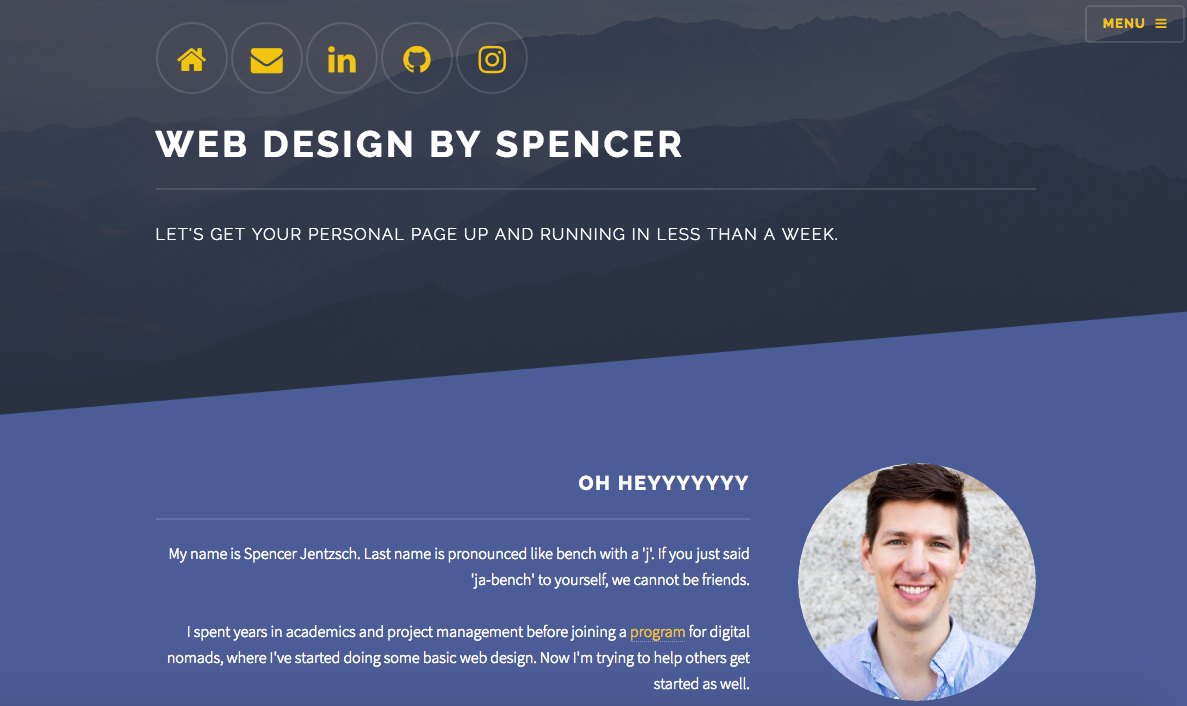 MENU
WEB DESIGN BY SPENCER
LET'S GET YOUR PERSONAL PAGE UP AND RUNNING IN LESS THAN A WEEK.
OH HEYYYYYYY
My name is Spencer Jentzsch. Last name is pronounced like bench with a 'j'. If you just said
'ja-bench' to yourself, we cannot be friends.
I spent years in academics and project management before joining a program for digital
nomads, where I've started doing some basic web design. Now I'm trying to help others get
started as well.